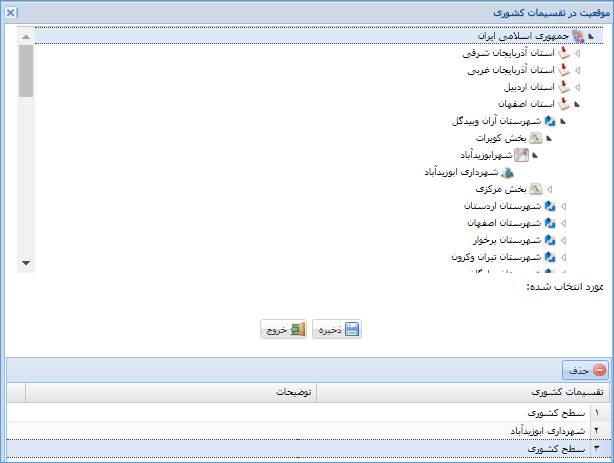 موقعیت در تقسیمات کشوری
جمهوری اسلامی ایران
استان آذربایجان شرقی
استان آذربایجان غربی
استان اردبیل
استان اصفهان
شهرستان آران وبیدگل
بخش کویرات
شهرابوزیدآباد
شهرداری ابوزیدآباد
بخش مرکزی
شهرستان اردستان
شهرستان اصفهان
شهرستان برخوار
شهرستان تیران وکرون
مورد انتخاب شده:
ذخیره خروج
حذف
تقسیمات کشوری توضیحات
۱ سطح کشوری
۲ شهرداری ابوزیدآباد
۳ سطح کشوری